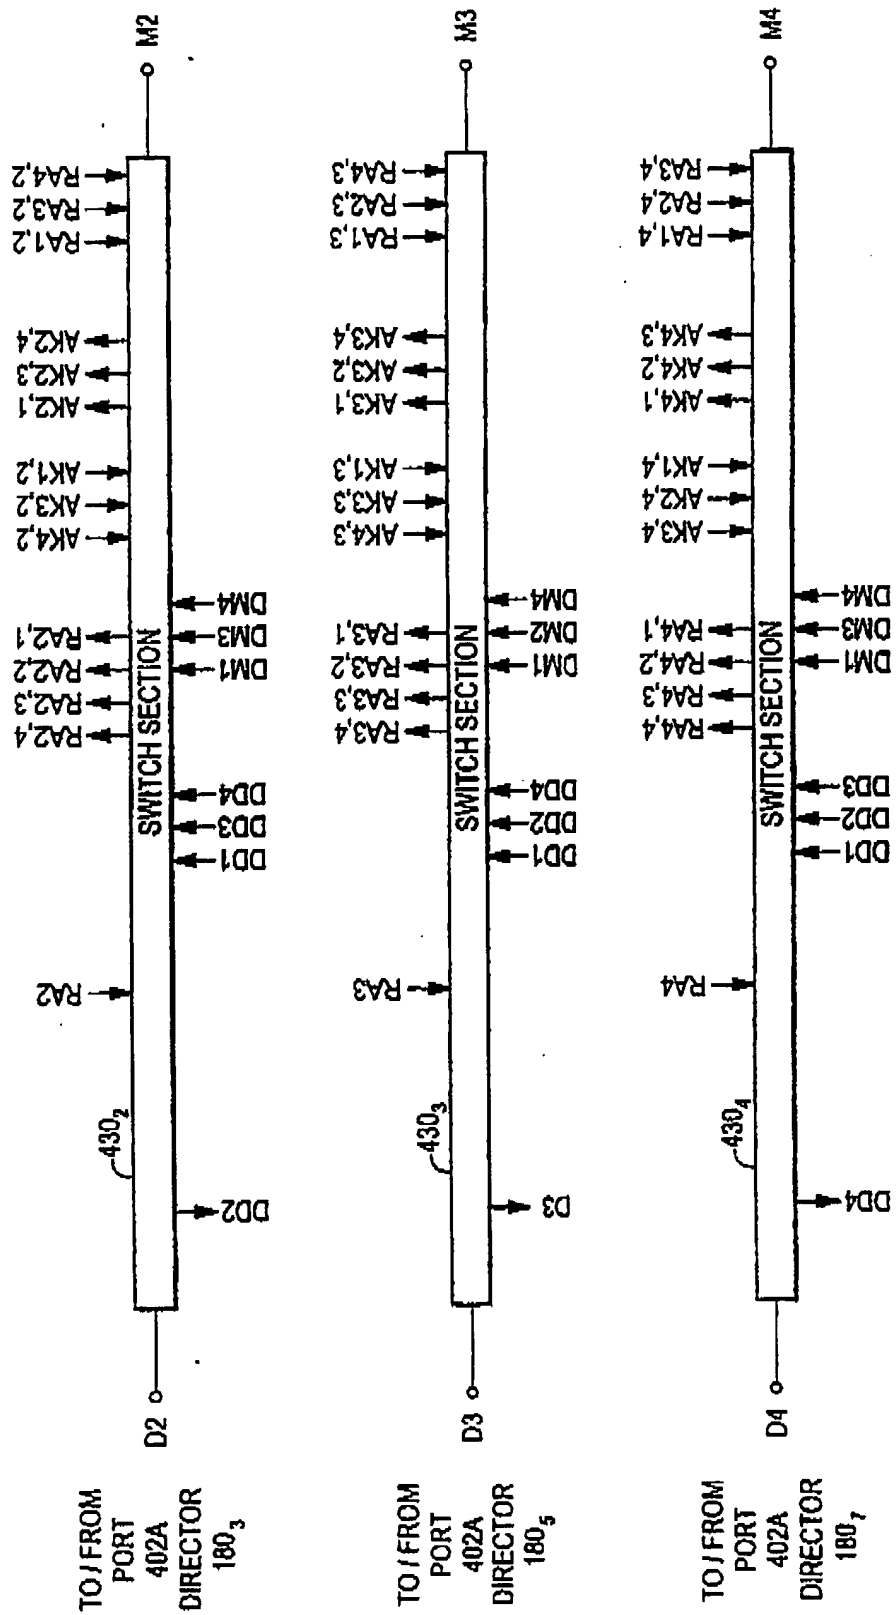 TO / FROM
PORT
402A
DIRECTOR
180₃
D2
430₂
DD2
RA2
DD1
DD3
DD4
SWITCH SECTION
RA2,4
RA2,3
RA2,2
RA2,1
DM1
DM3
DM4
AK4,2
AK3,2
AK1,2
AK2,1
AK2,3
AK2,4
RA1,2
RA3,2
RA4,2
M2
TO / FROM
PORT
402A
DIRECTOR
180₅
D3
430₃
D3
RA3
DD1
DD2
DD4
SWITCH SECTION
RA3,4
RA3,3
RA3,2
RA3,1
DM1
DM2
DM4
AK4,3
AK3,3
AK1,3
AK3,1
AK3,2
AK3,4
RA1,3
RA2,3
RA4,3
M3
TO / FROM
PORT
402A
DIRECTOR
180₇
D4
430₄
DD4
RA4
DD1
DD2
DD3
SWITCH SECTION
RA4,4
RA4,3
RA4,2
RA4,1
DM1
DM3
DM4
AK3,4
AK2,4
AK1,4
AK4,1
AK4,2
AK4,3
RA1,4
RA2,4
RA3,4
M4